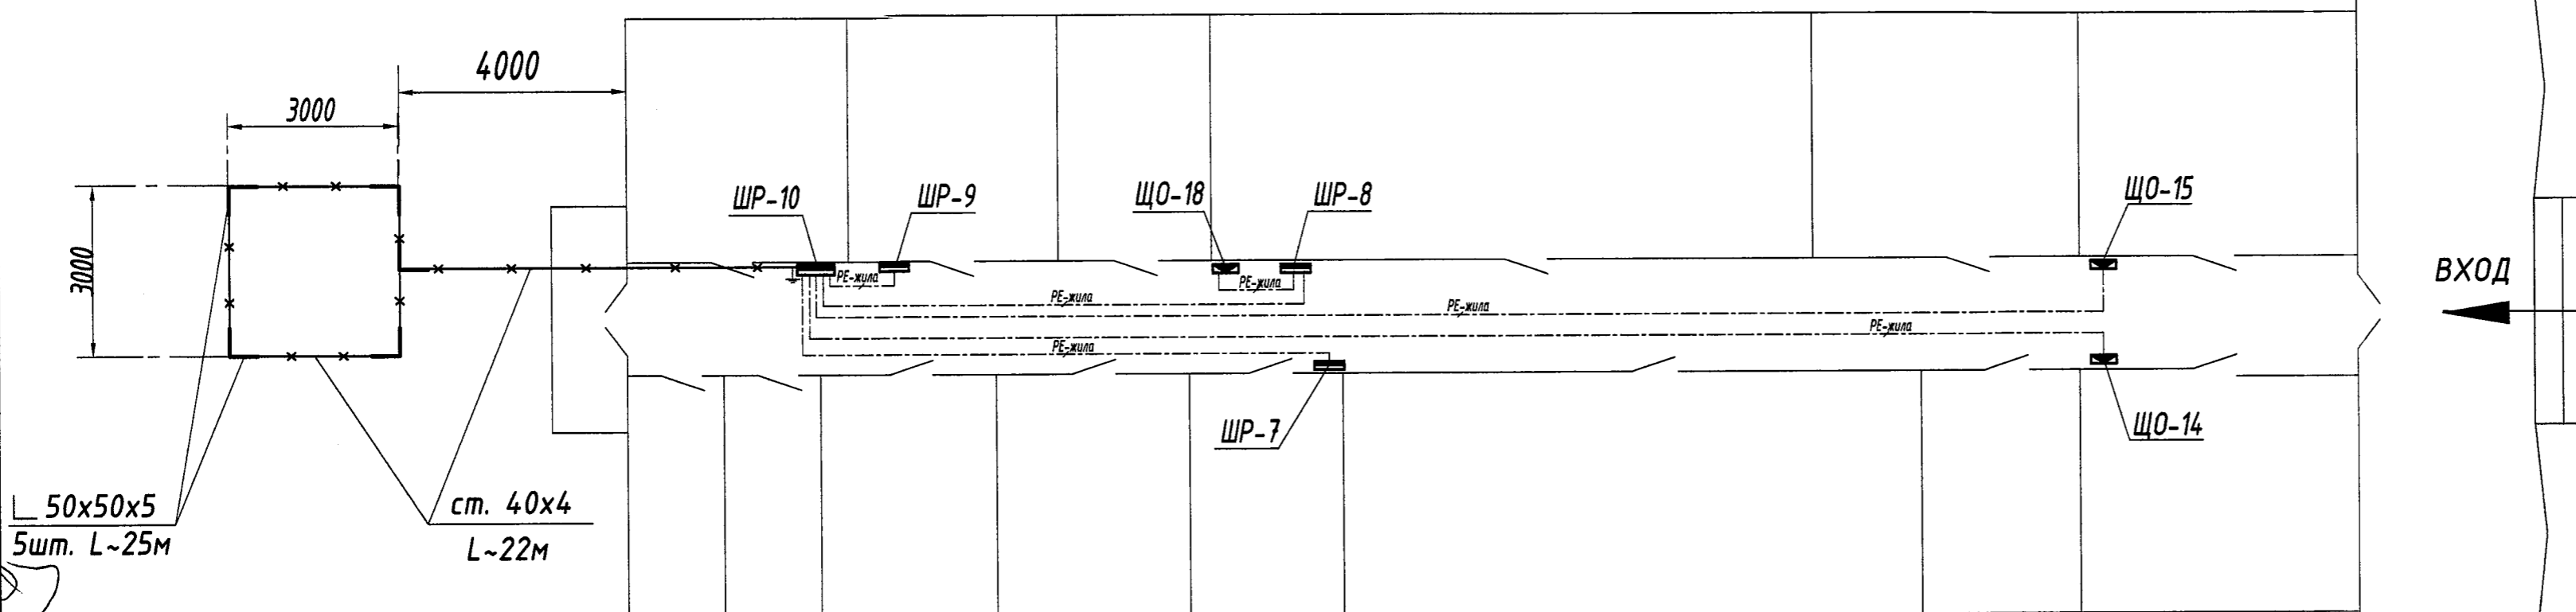 4000
3000
3000
ШР-10
ШР-9
ЩО-18
ШР-8
ЩО-15
ВХОД
РЕ-жила
РЕ-жила
РЕ-жила
РЕ-жила
РЕ-жила
РЕ-жила
ШР-7
ЩО-14
50х50х5
5шт. L~25м
ст. 40х4
L~22м